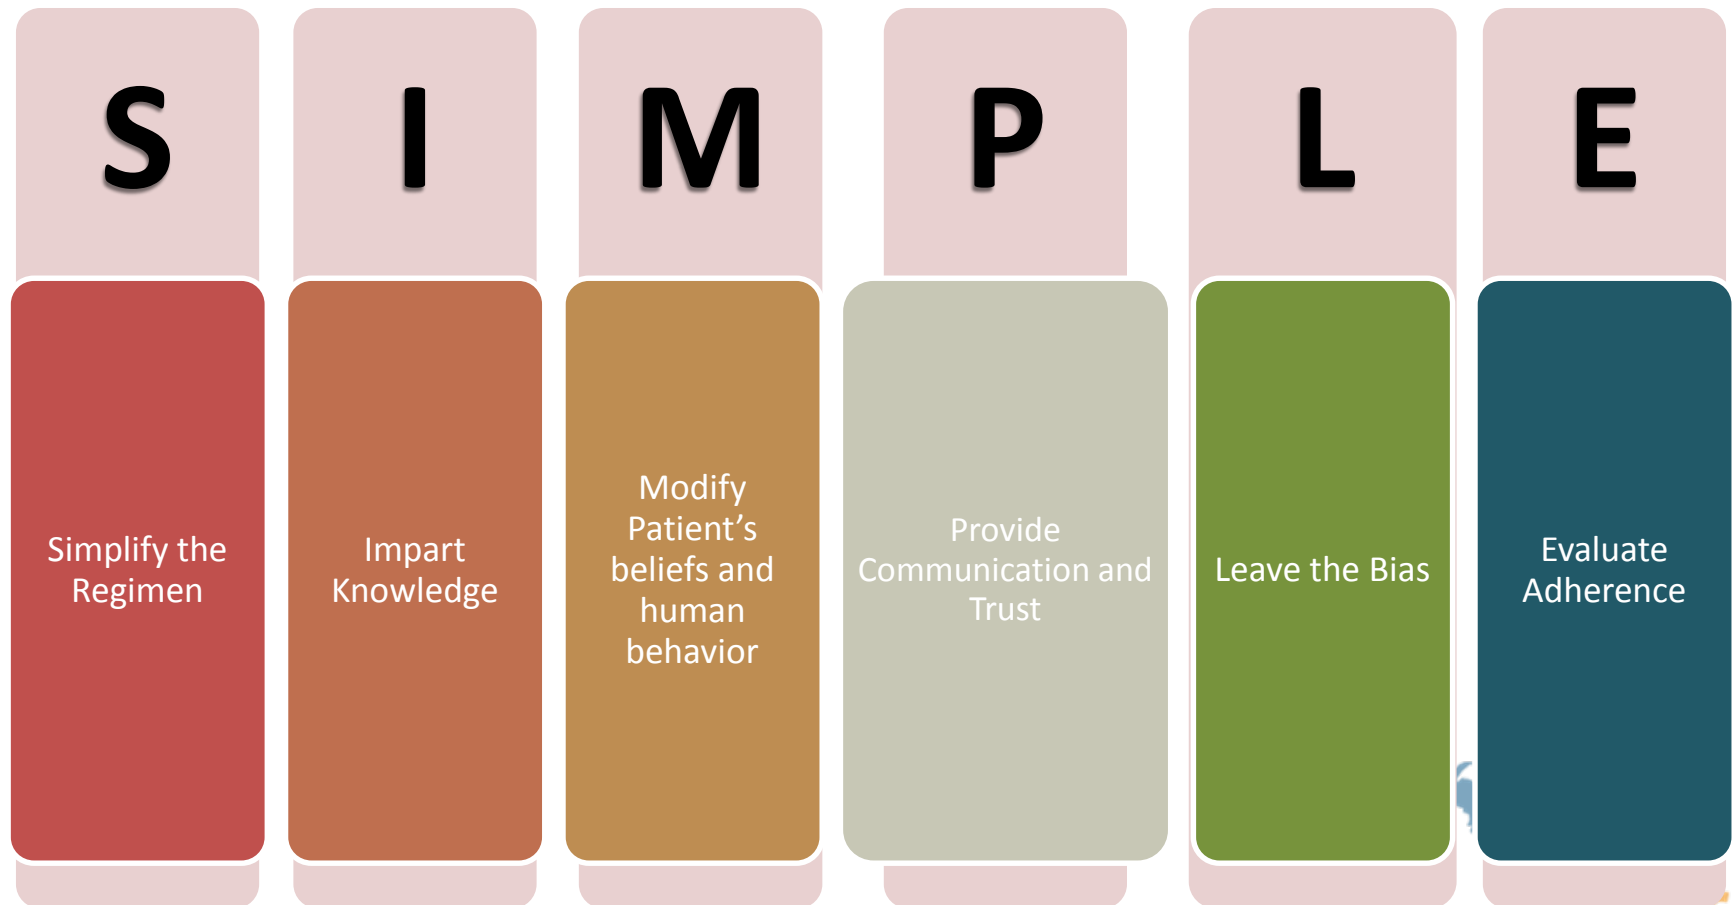 S
I
M
P
L
E
Simplify the
Regimen
Impart
Knowledge
Modify
Patient’s
beliefs and
human
behavior
Provide
Communication and
Trust
Leave the Bias
Evaluate
Adherence